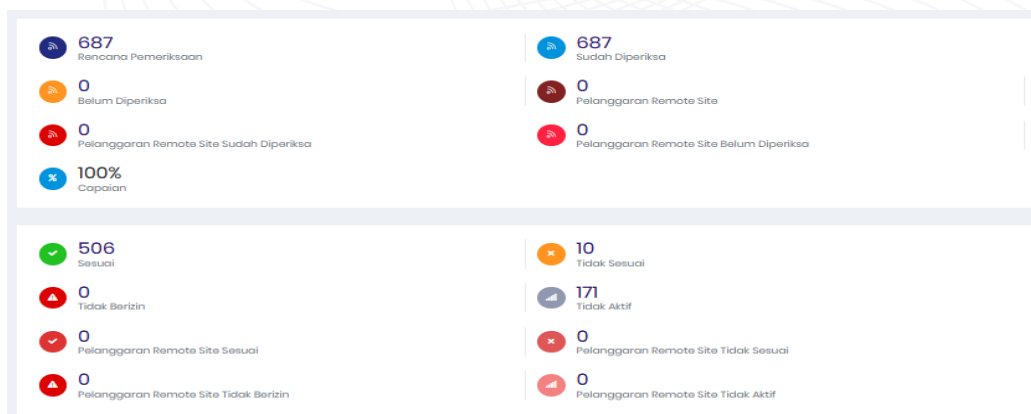 687
Rencana Pemeriksaan
687
Sudah Diperiksa
0
Belum Diperiksa
0
Pelanggaran Remote Site
0
Pelanggaran Remote Site Sudah Diperiksa
0
Pelanggaran Remote Site Belum Diperiksa
100%
Capaian
506
Sesuai
10
Tidak Sesuai
0
Tidak Berizin
171
Tidak Aktif
0
Pelanggaran Remote Site Sesuai
0
Pelanggaran Remote Site Tidak Sesuai
0
Pelanggaran Remote Site Tidak Berizin
0
Pelanggaran Remote Site Tidak Aktif